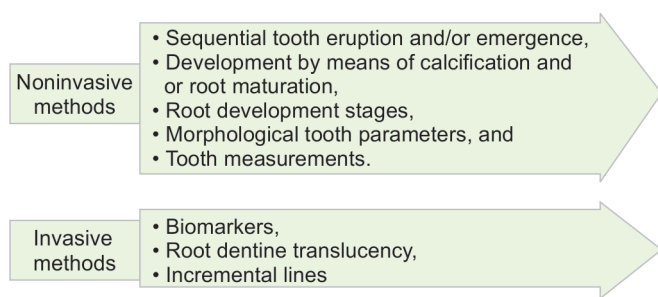 Noninvasive
methods
• Sequential tooth eruption and/or emergence,
• Development by means of calcification and
or root maturation,
• Root development stages,
• Morphological tooth parameters, and
• Tooth measurements.
Invasive
methods
• Biomarkers,
• Root dentine translucency,
• Incremental lines